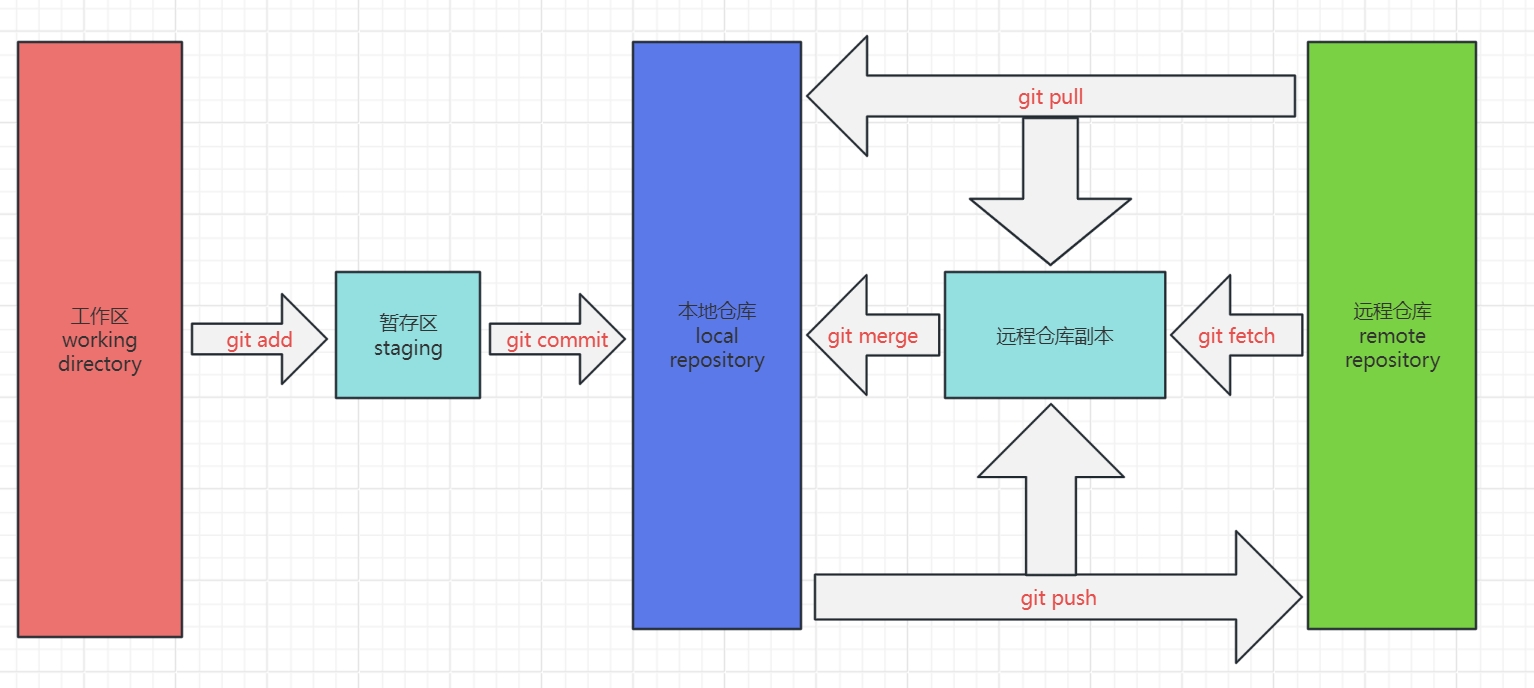 工作区
working
directory
git add
暂存区
staging
git commit
本地仓库
local
repository
git pull
git merge
远程仓库副本
git fetch
git push
远程仓库
remote
repository